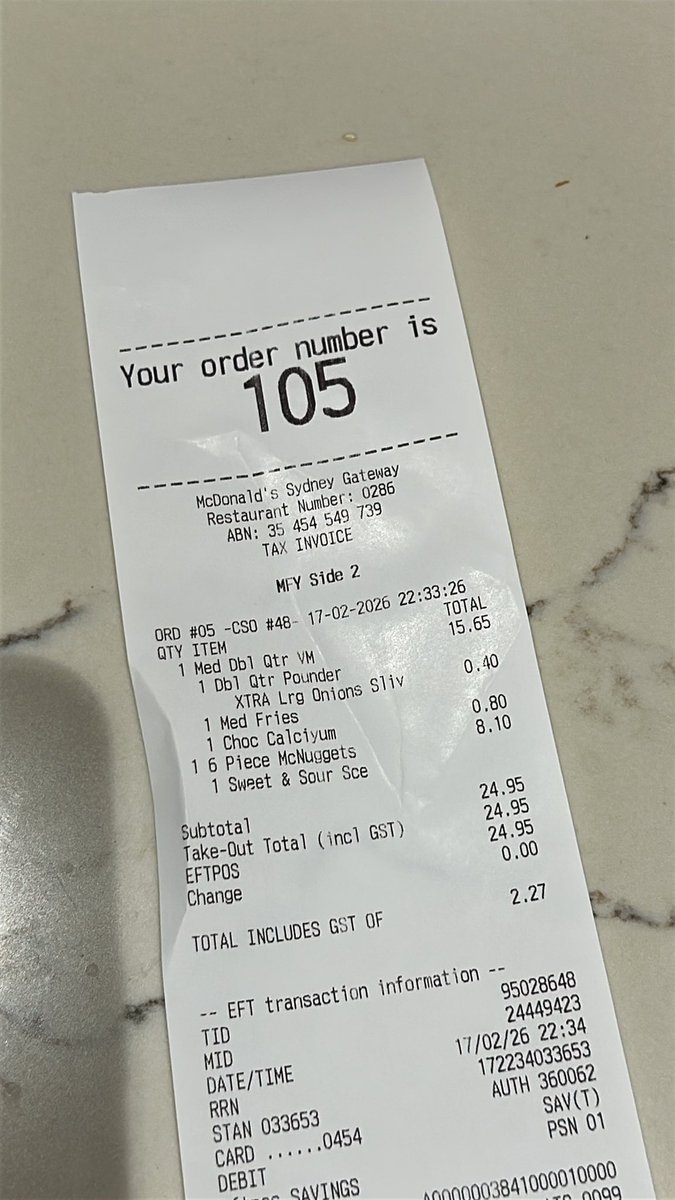 Your order number is
105
McDonald's Sydney Gateway
Restaurant Number: 0286
ABN: 35 454 549 739
TAX INVOICE
MFY Side 2
ORD #05 -CSO #48- 17-02-2026 22:33:26
QTY ITEM TOTAL
1 Med Dbl Qtr VM 15.65
1 Dbl Qtr Pounder
XTRA Lrg Onions Sliv 0.40
1 Med Fries
1 Choc Calciyum 0.80
1 6 Piece McNuggets 8.10
1 Sweet & Sour Sce
Subtotal 24.95
Take-Out Total (incl GST) 24.95
EFTPOS 24.95
Change 0.00
TOTAL INCLUDES GST OF 2.27
-- EFT transaction information --
TID 95028648
MID 24449423
DATE/TIME 17/02/26 22:34
RRN 172234033653
STAN 033653 AUTH 360062
CARD ......0454 SAV(T)
DEBIT PSN 01
SAVINGS A0000003841000010000